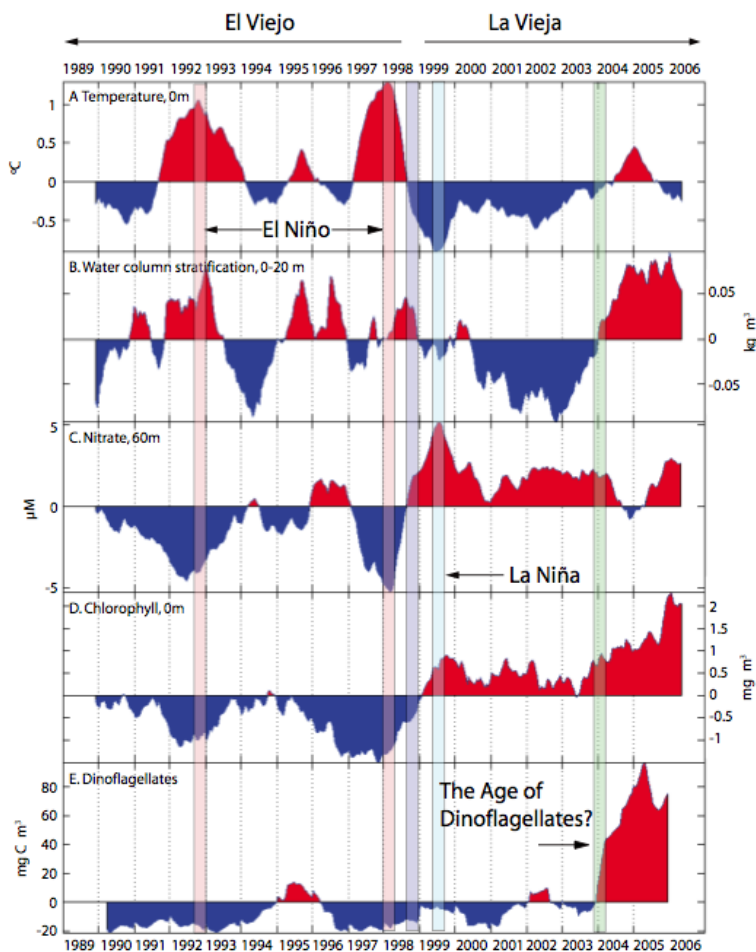 El Viejo La Vieja
1989 1990 1991 1992 1993 1994 1995 1996 1997 1998 1999 2000 2001 2002 2003 2004 2005 2006
A Temperature, 0m
1
0.5
0
-0.5
ºC
El Niño
B. Water column stratification, 0-20 m
0.05
0
-0.05
kg m³
C. Nitrate, 60m
5
0
-5
µM
La Niña
D. Chlorophyll, 0m
2
1.5
1
0.5
0
-0.5
-1
mg m³
E. Dinoflagellates
80
60
40
20
0
-20
mg C m³
The Age of
Dinoflagellates?
1989 1990 1991 1992 1993 1994 1995 1996 1997 1998 1999 2000 2001 2002 2003 2004 2005 2006